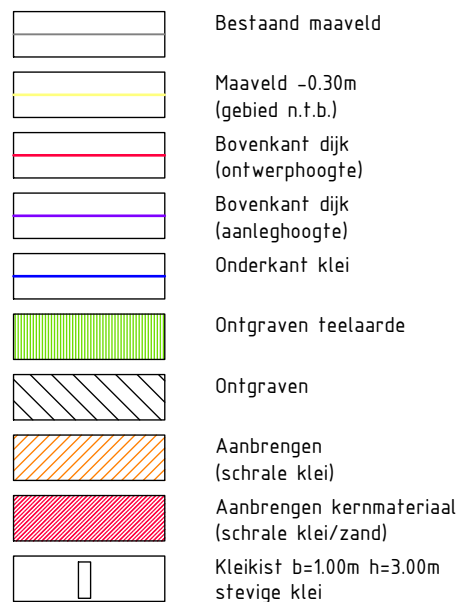 Bestaand maaveld
Maaveld -0.30m
(gebied n.t.b.)
Bovenkant dijk
(ontwerphoogte)
Bovenkant dijk
(aanleghoogte)
Onderkant klei
Ontgraven teelaarde
Ontgraven
Aanbrengen
(schrale klei)
Aanbrengen kernmateriaal
(schrale klei/zand)
Kleikist b=1.00m h=3.00m
stevige klei